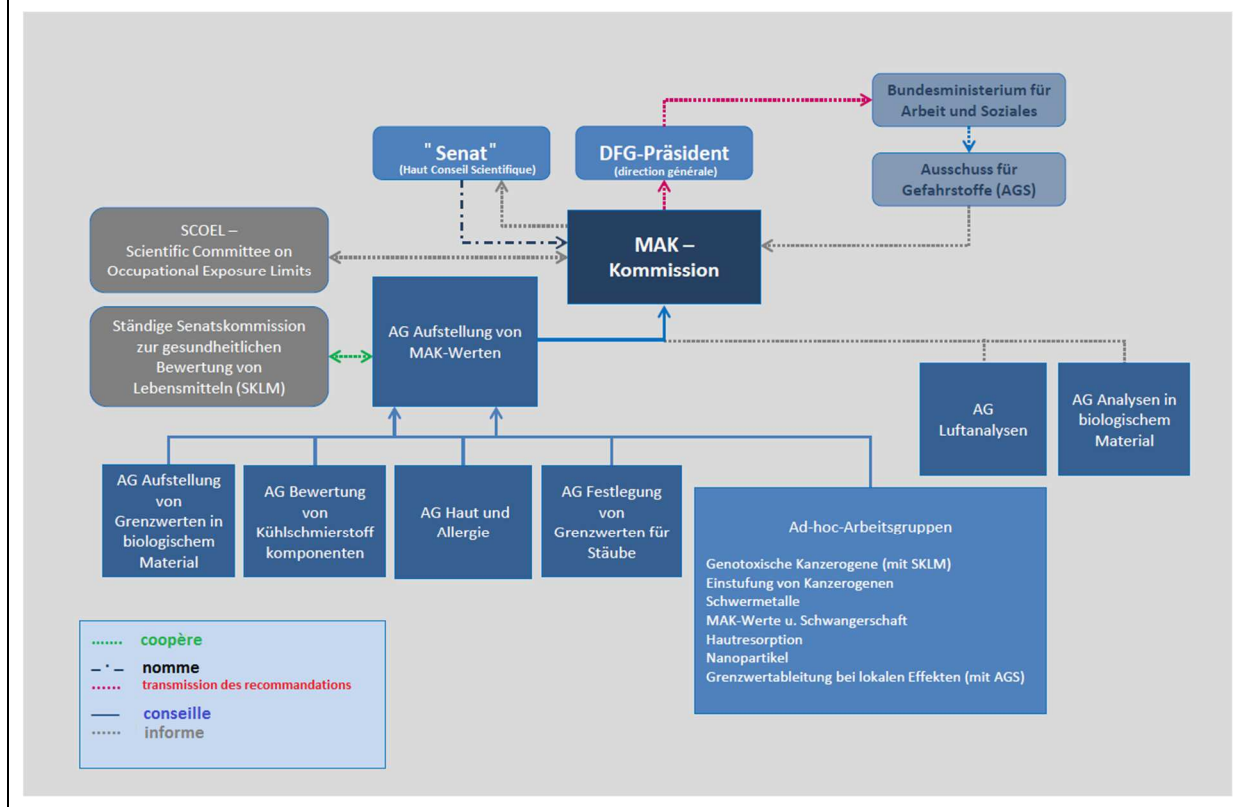 Bundesministerium für
Arbeit und Soziales
" Senat"
(Haut Conseil Scientifique)
DFG-Präsident
(direction générale)
Ausschuss für
Gefahrstoffe (AGS)
SCOEL –
Scientific Committee on
Occupational Exposure Limits
MAK –
Kommission
Ständige Senatskommission
zur gesundheitlichen
Bewertung von
Lebensmitteln (SKLM)
AG Aufstellung von
MAK-Werten
AG
Luftanalysen
AG Analysen in
biologischem
Material
AG Aufstellung
von
Grenzwerten in
biologischem
Material
AG Bewertung
von
Kühlschmierstoff
komponenten
AG Haut und
Allergie
AG Festlegung
von
Grenzwerten für
Stäube
Ad-hoc-Arbeitsgruppen
Genotoxische Kanzerogene (mit SKLM)
Einstufung von Kanzerogenen
Schwermetalle
MAK-Werte u. Schwangerschaft
Hautresorption
Nanopartikel
Grenzwertableitung bei lokalen Effekten (mit AGS)
coopère
nomme
transmission des recommandations
conseille
informe